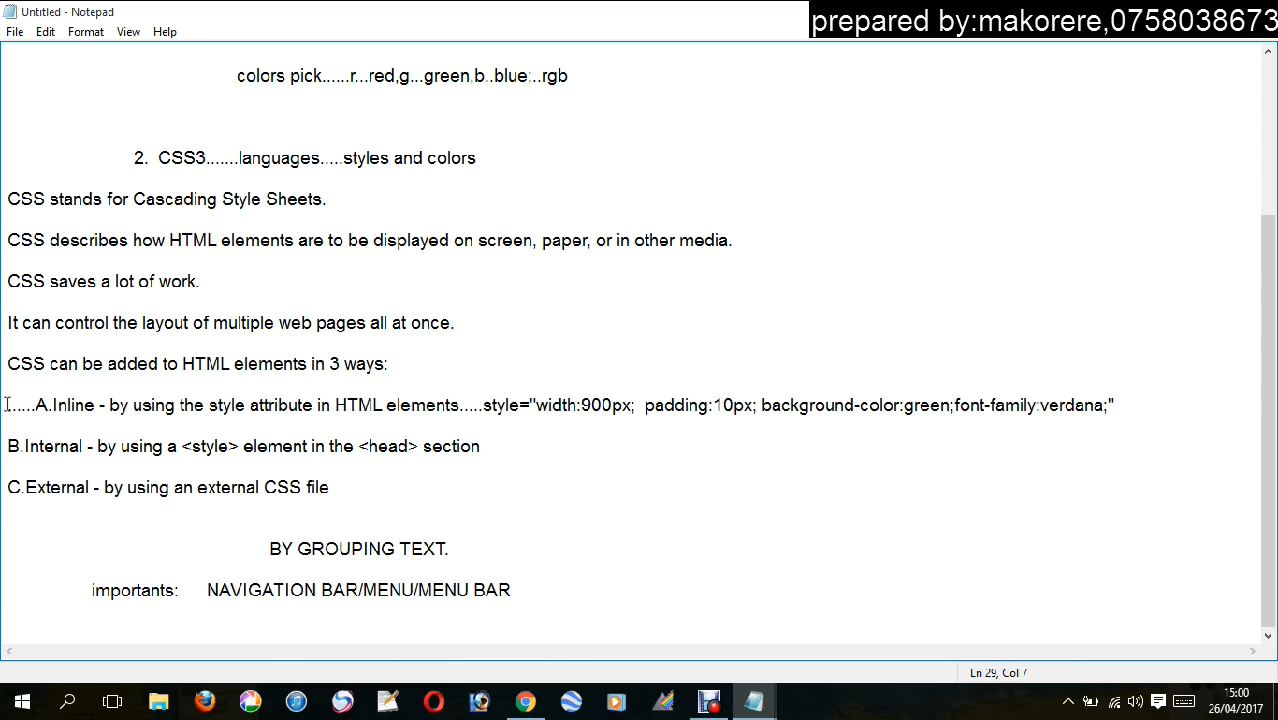 Untitled - Notepad
prepared by:makorere,0758038673
File Edit Format View Help
colors pick......r...red,g...green,b..blue:..rgb
2. CSS3.......languages.....styles and colors
CSS stands for Cascading Style Sheets.
CSS describes how HTML elements are to be displayed on screen, paper, or in other media.
CSS saves a lot of work.
It can control the layout of multiple web pages all at once.
CSS can be added to HTML elements in 3 ways:
......A.Inline - by using the style attribute in HTML elements.....style="width:900px;  padding:10px; background-color:green;font-family:verdana;"
B.Internal - by using a <style> element in the <head> section
C.External - by using an external CSS file
BY GROUPING TEXT.
importants: NAVIGATION BAR/MENU/MENU BAR
Ln 29, Col 7
15:00
26/04/2017